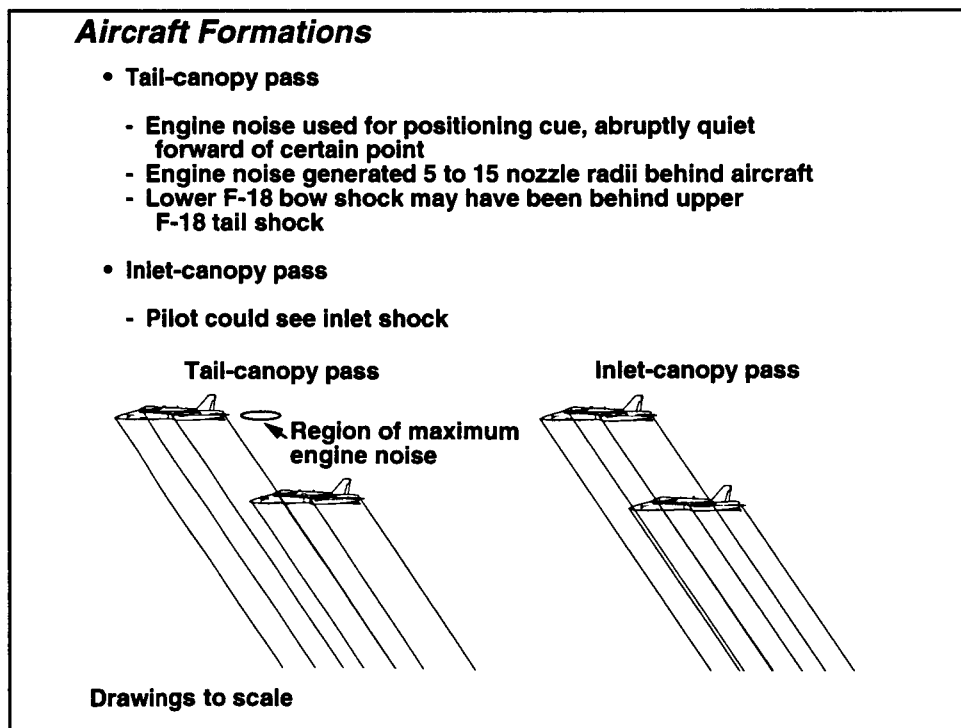 Aircraft Formations
• Tail-canopy pass
- Engine noise used for positioning cue, abruptly quiet
forward of certain point
- Engine noise generated 5 to 15 nozzle radii behind aircraft
- Lower F-18 bow shock may have been behind upper
F-18 tail shock
• Inlet-canopy pass
- Pilot could see inlet shock
Tail-canopy pass
Inlet-canopy pass
Region of maximum
engine noise
Drawings to scale